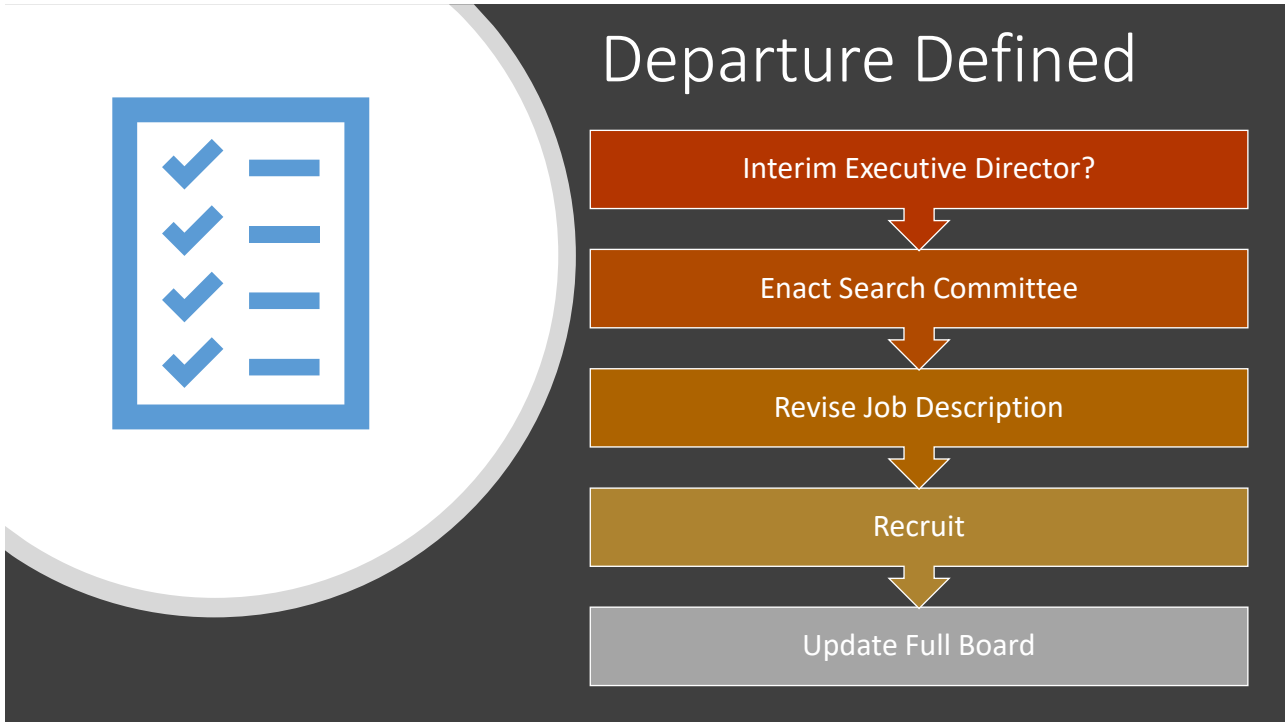 Departure Defined
Interim Executive Director?
Enact Search Committee
Revise Job Description
Recruit
Update Full Board